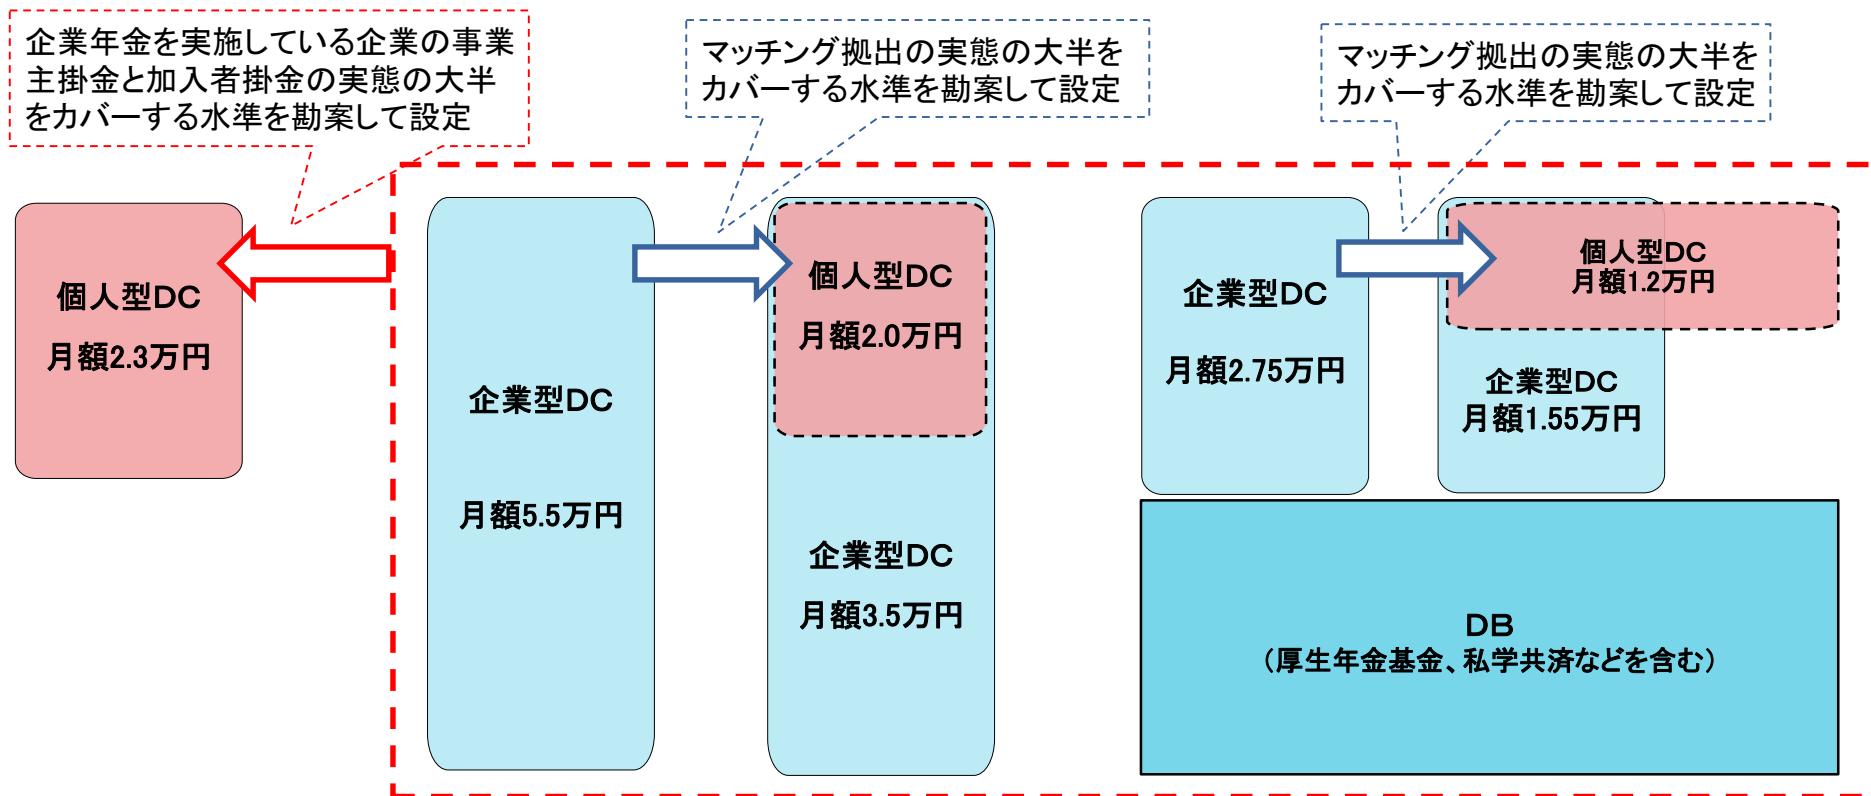 企業年金を実施している企業の事業
主掛金と加入者掛金の実態の大半
をカバーする水準を勘案して設定
マッチング拠出の実態の大半を
カバーする水準を勘案して設定
マッチング拠出の実態の大半を
カバーする水準を勘案して設定
個人型DC
月額2.3万円
企業型DC
月額5.5万円
個人型DC
月額2.0万円
企業型DC
月額3.5万円
企業型DC
月額2.75万円
個人型DC
月額1.2万円
企業型DC
月額1.55万円
DB
（厚生年金基金、私学共済などを含む）